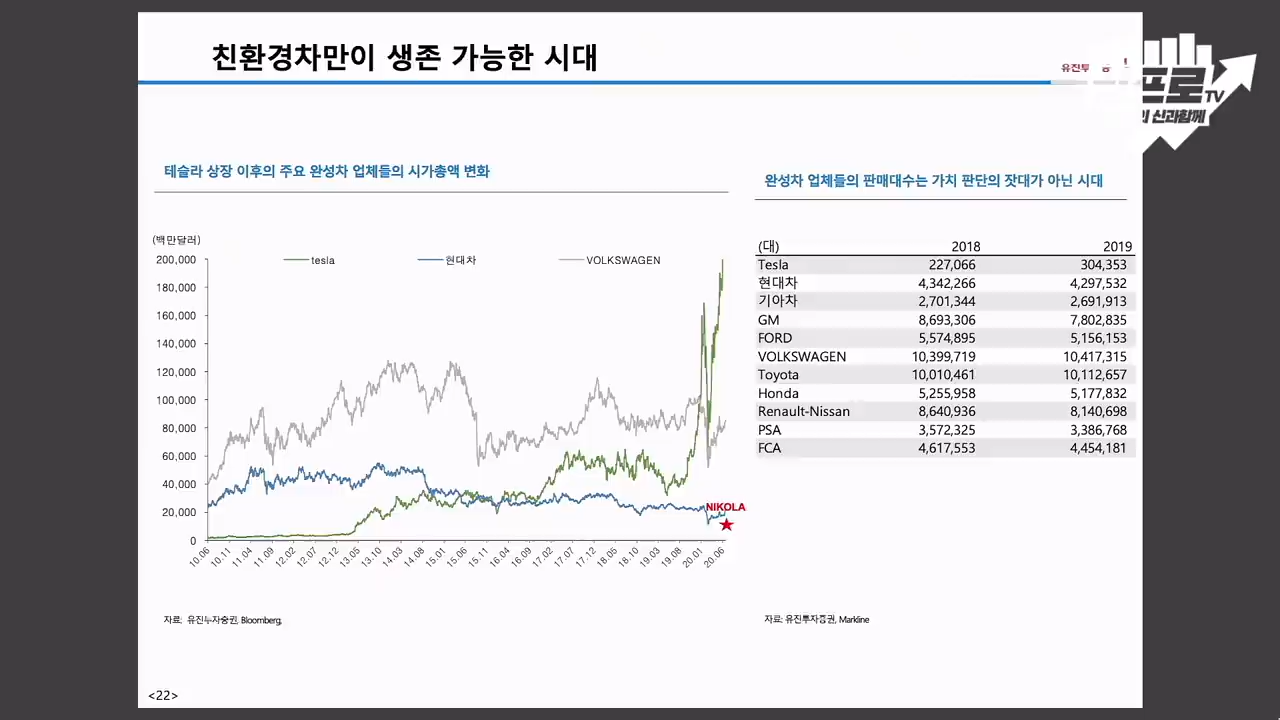 친환경차만이 생존 가능한 시대
유진투
프로TV
신과함께
테슬라 상장 이후의 주요 완성차 업체들의 시가총액 변화
(백만달러)
tesla 현대차 VOLKSWAGEN
200,000
180,000
160,000
140,000
120,000
100,000
80,000
60,000
40,000
20,000
0
NIKOLA
10.06 10.11 11.04 11.09 12.02 12.07 12.12 13.05 13.10 14.03 14.08 15.01 15.06 15.11 16.04 16.09 17.02 17.07 17.12 18.05 18.10 19.03 19.08 20.01 20.06
자료: 유진투자증권, Bloomberg,
완성차 업체들의 판매대수는 가치 판단의 잣대가 아닌 시대
(대) 2018 2019
Tesla 227,066 304,353
현대차 4,342,266 4,297,532
기아차 2,701,344 2,691,913
GM 8,693,306 7,802,835
FORD 5,574,895 5,156,153
VOLKSWAGEN 10,399,719 10,417,315
Toyota 10,010,461 10,112,657
Honda 5,255,958 5,177,832
Renault-Nissan 8,640,936 8,140,698
PSA 3,572,325 3,386,768
FCA 4,617,553 4,454,181
자료: 유진투자증권, Markline
<22>